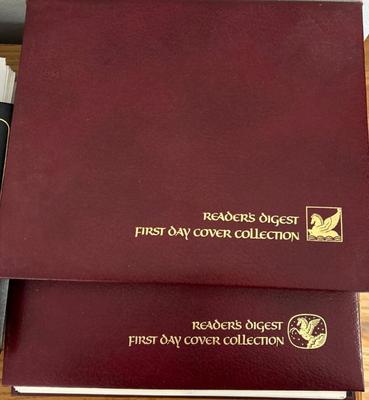 READER'S DIGEST
FIRST DAY COVER COLLECTION
READER'S DIGEST
FIRST DAY COVER COLLECTION